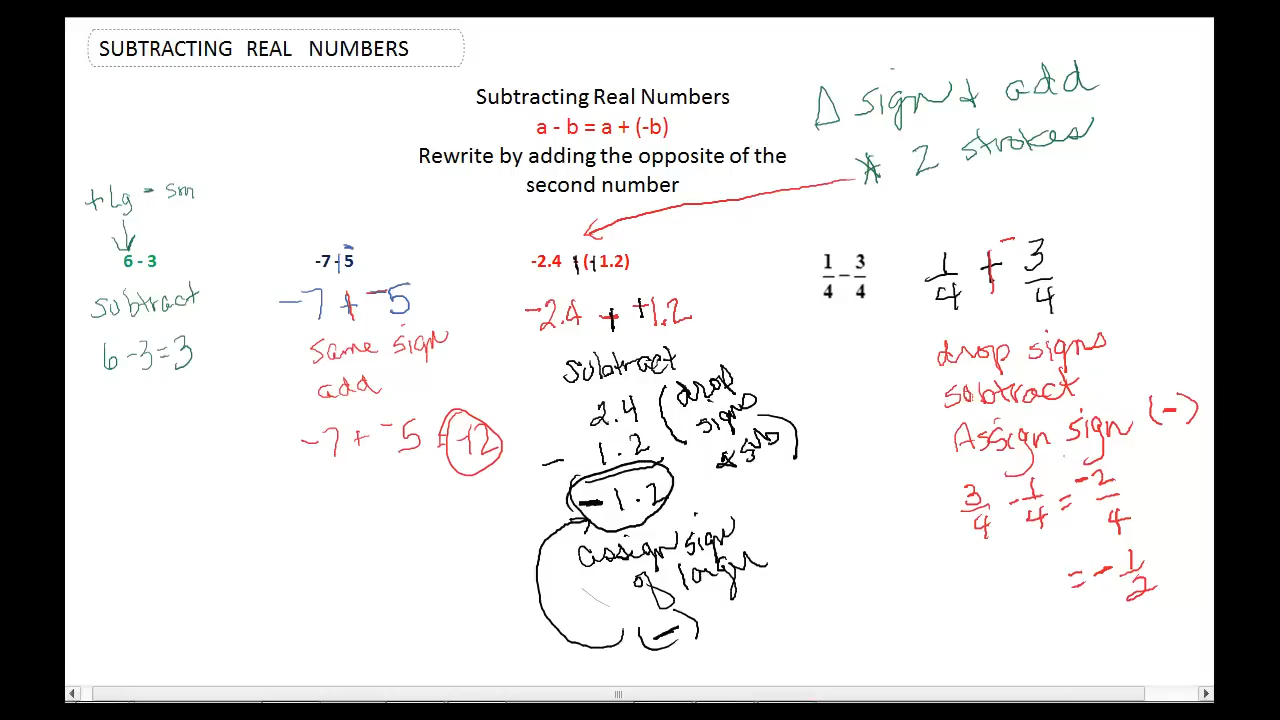 SUBTRACTING REAL NUMBERS
Subtracting Real Numbers
a - b = a + (-b)
Rewrite by adding the opposite of the
second number
Δ sign + add
* 2 strokes
+ Lg - sm
6 - 3
subtract
6 - 3 = 3
-7 + -5
-7 + -5
same sign
add
-7 + -5 = -12
-2.4 + (+1.2)
-2.4 + +1.2
subtract
2.4
- 1.2
- 1.2
(drop
signs
& sub)
assign sign
of larger
(-)
1/4 - 3/4
1/4 + -3/4
drop signs
subtract
Assign sign (-)
3/4 - 1/4 = -2/4
= - 1/2